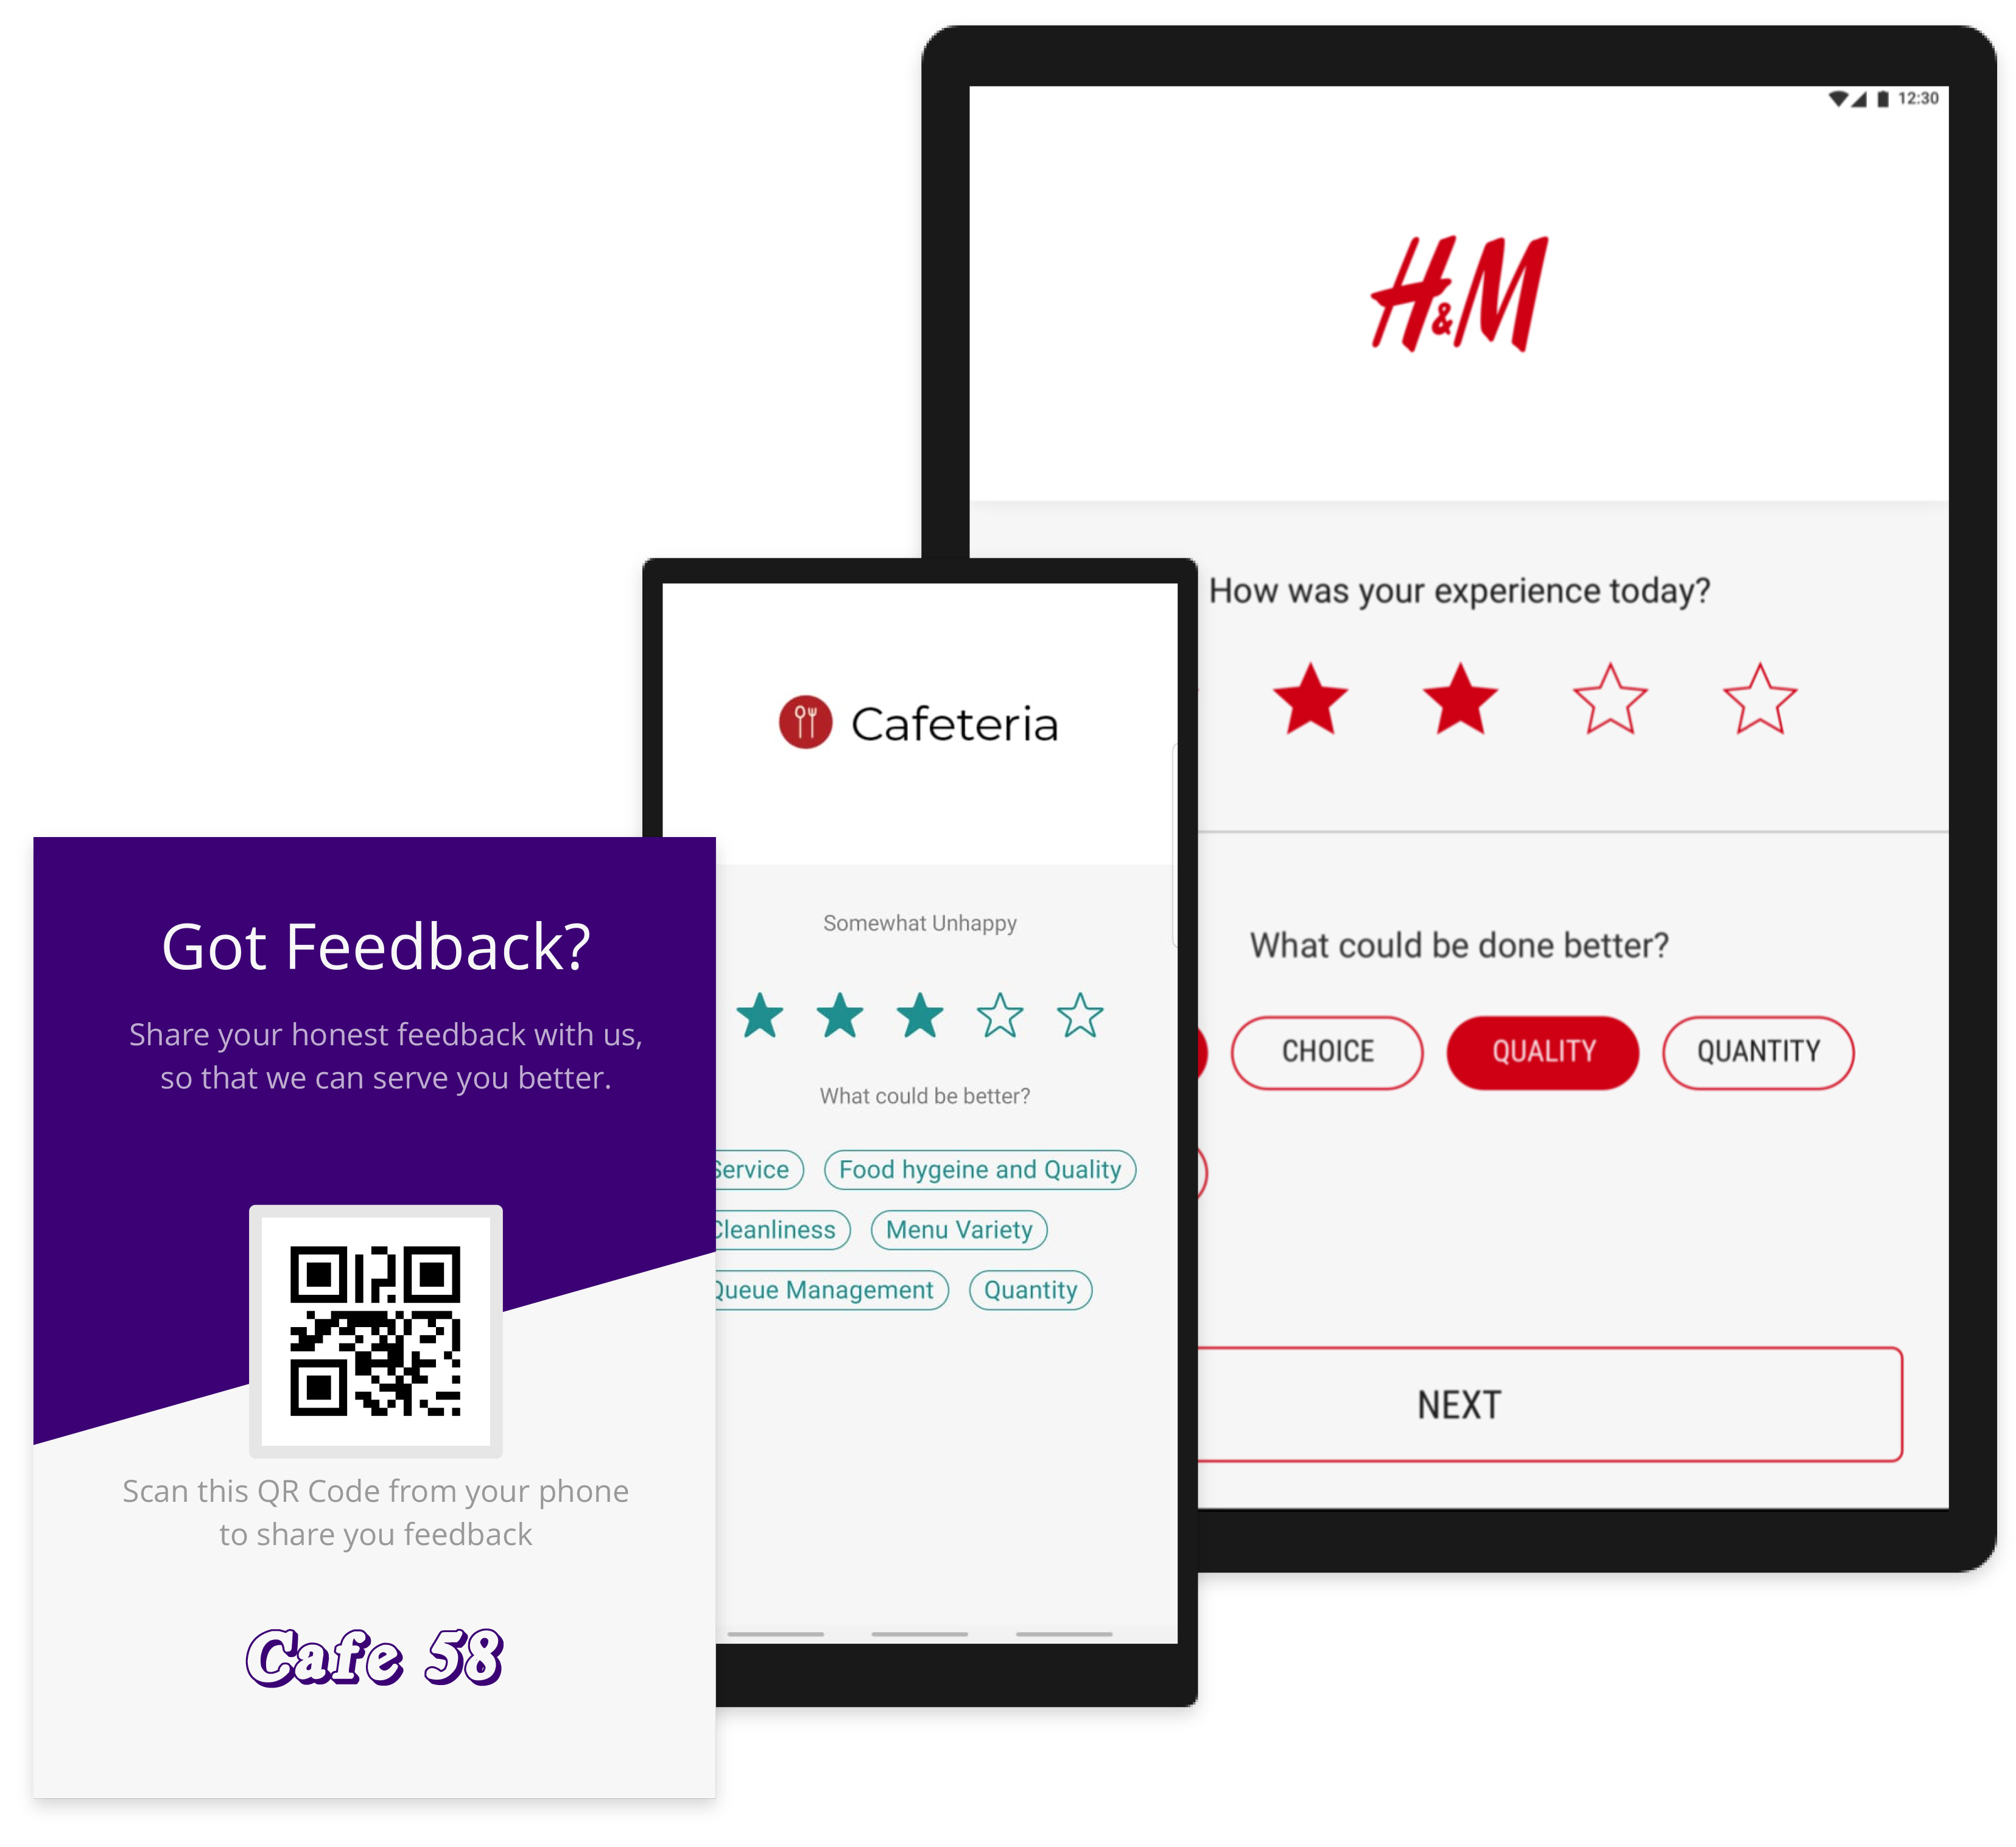 12:30
H&M
How was your experience today?
What could be done better?
CHOICE
QUALITY
QUANTITY
NEXT
Cafeteria
Somewhat Unhappy
What could be better?
Service
Food hygeine and Quality
Cleanliness
Menu Variety
Queue Management
Quantity
Got Feedback?
Share your honest feedback with us,
so that we can serve you better.
Scan this QR Code from your phone
to share you feedback
Cafe 58